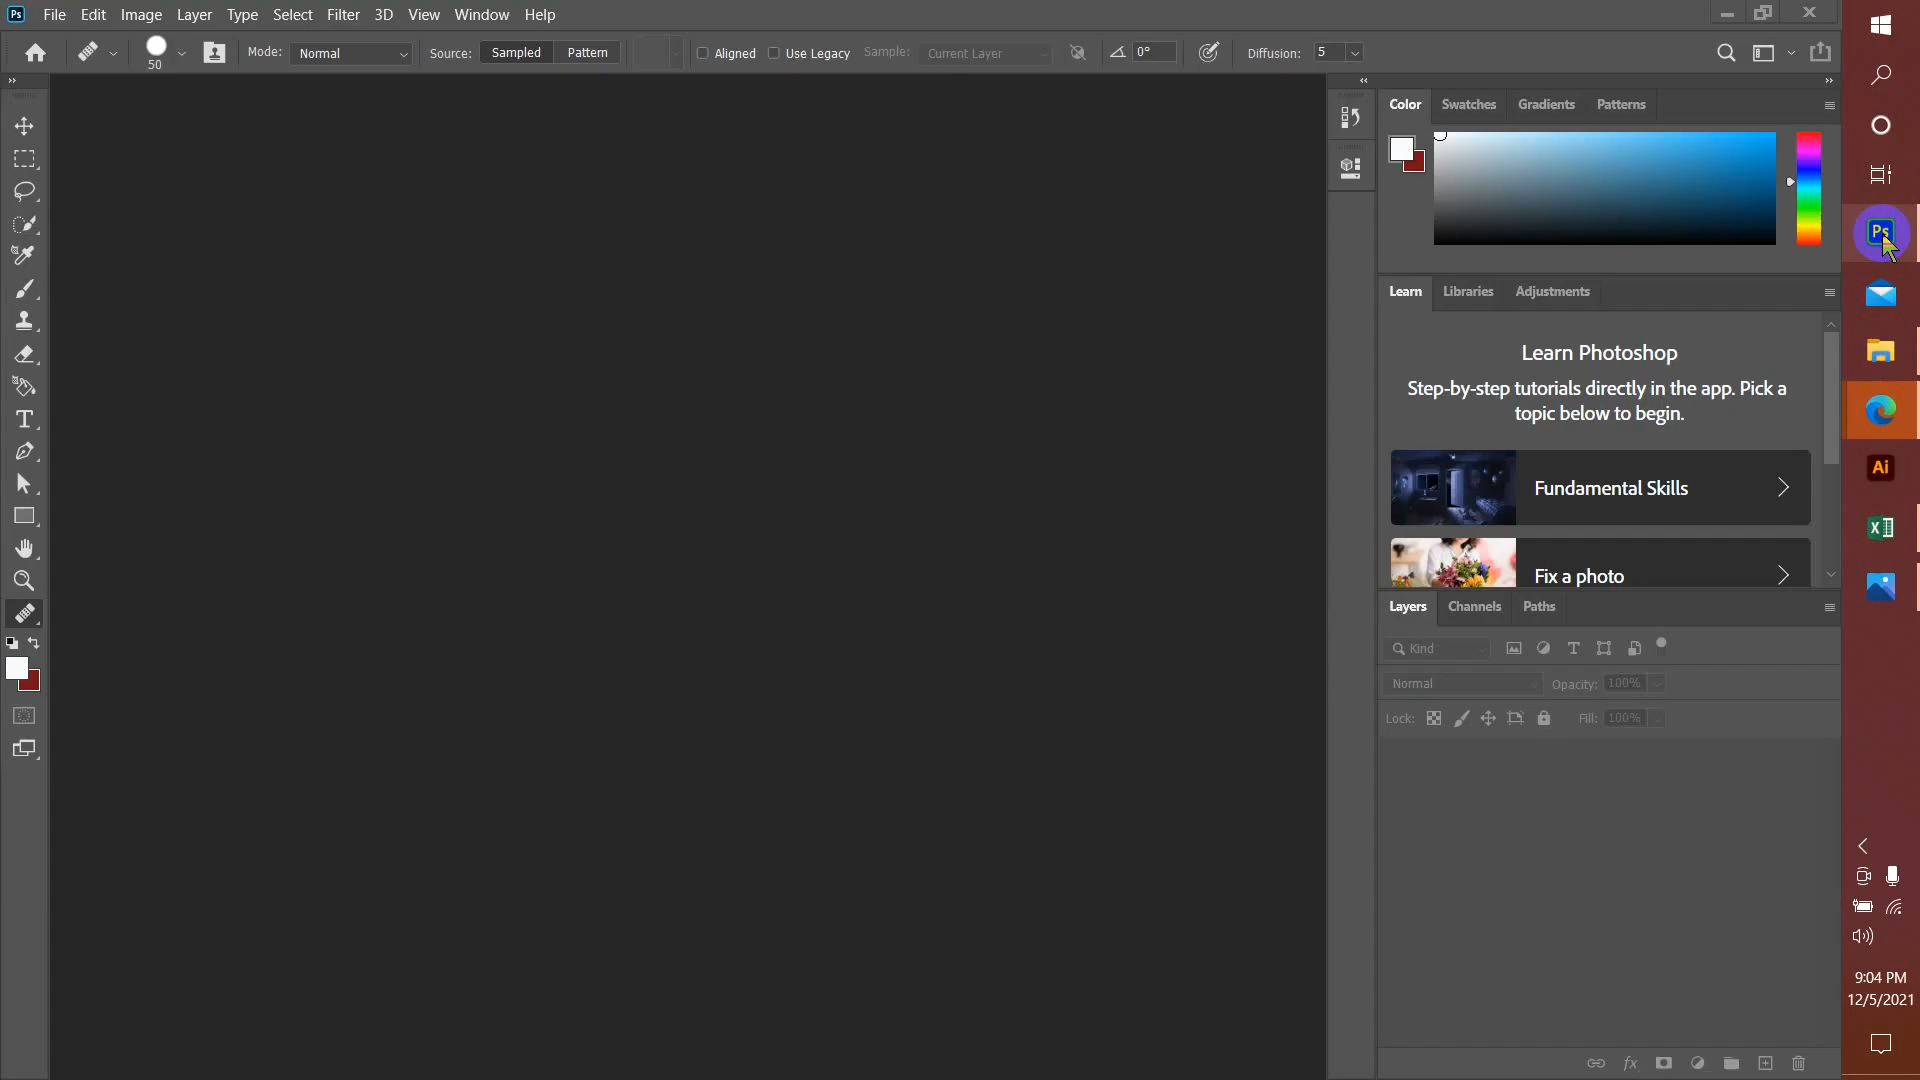 Ps File Edit Image Layer Type Select Filter 3D View Window Help
50 Mode: Normal Source: Sampled Pattern Aligned Use Legacy Sample: Current Layer 0° Diffusion: 5
Color Swatches Gradients Patterns
Ps
Learn Libraries Adjustments
Learn Photoshop
Step-by-step tutorials directly in the app. Pick a
topic below to begin.
Fundamental Skills
Ai
Fix a photo
Layers Channels Paths
Kind
Normal Opacity: 100%
Lock: Fill: 100%
9:04 PM
12/5/2021
fx